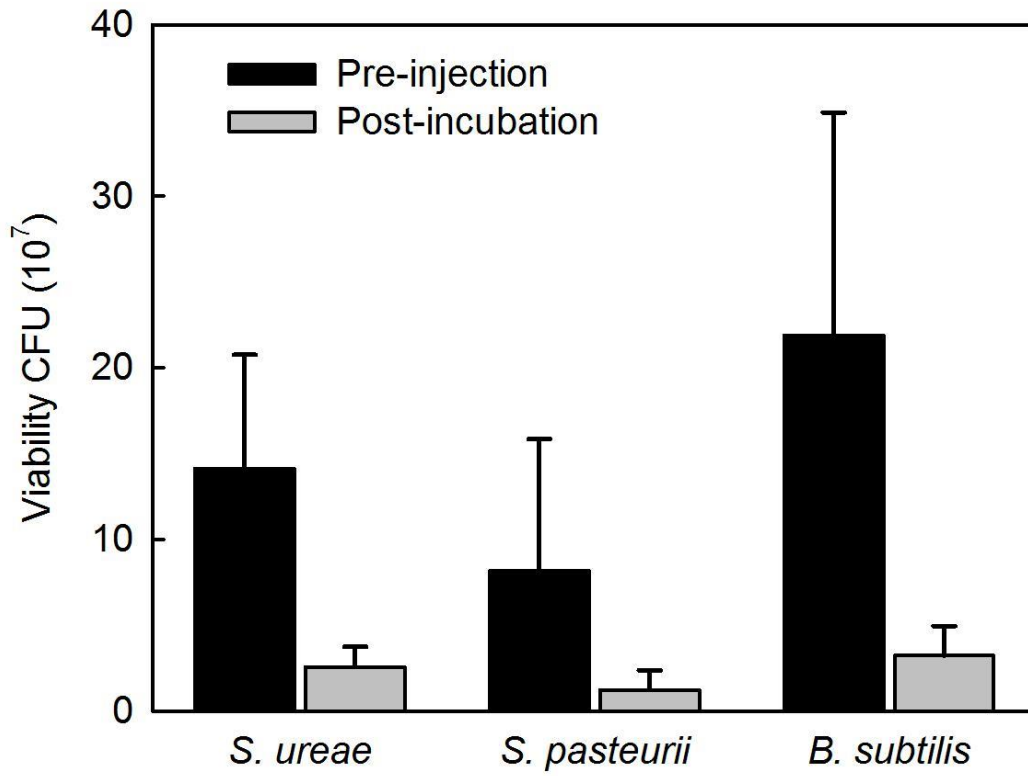 40
Pre-injection
Post-incubation
30
20
10
0
Viability CFU (10⁷)
S. ureae
S. pasteurii
B. subtilis